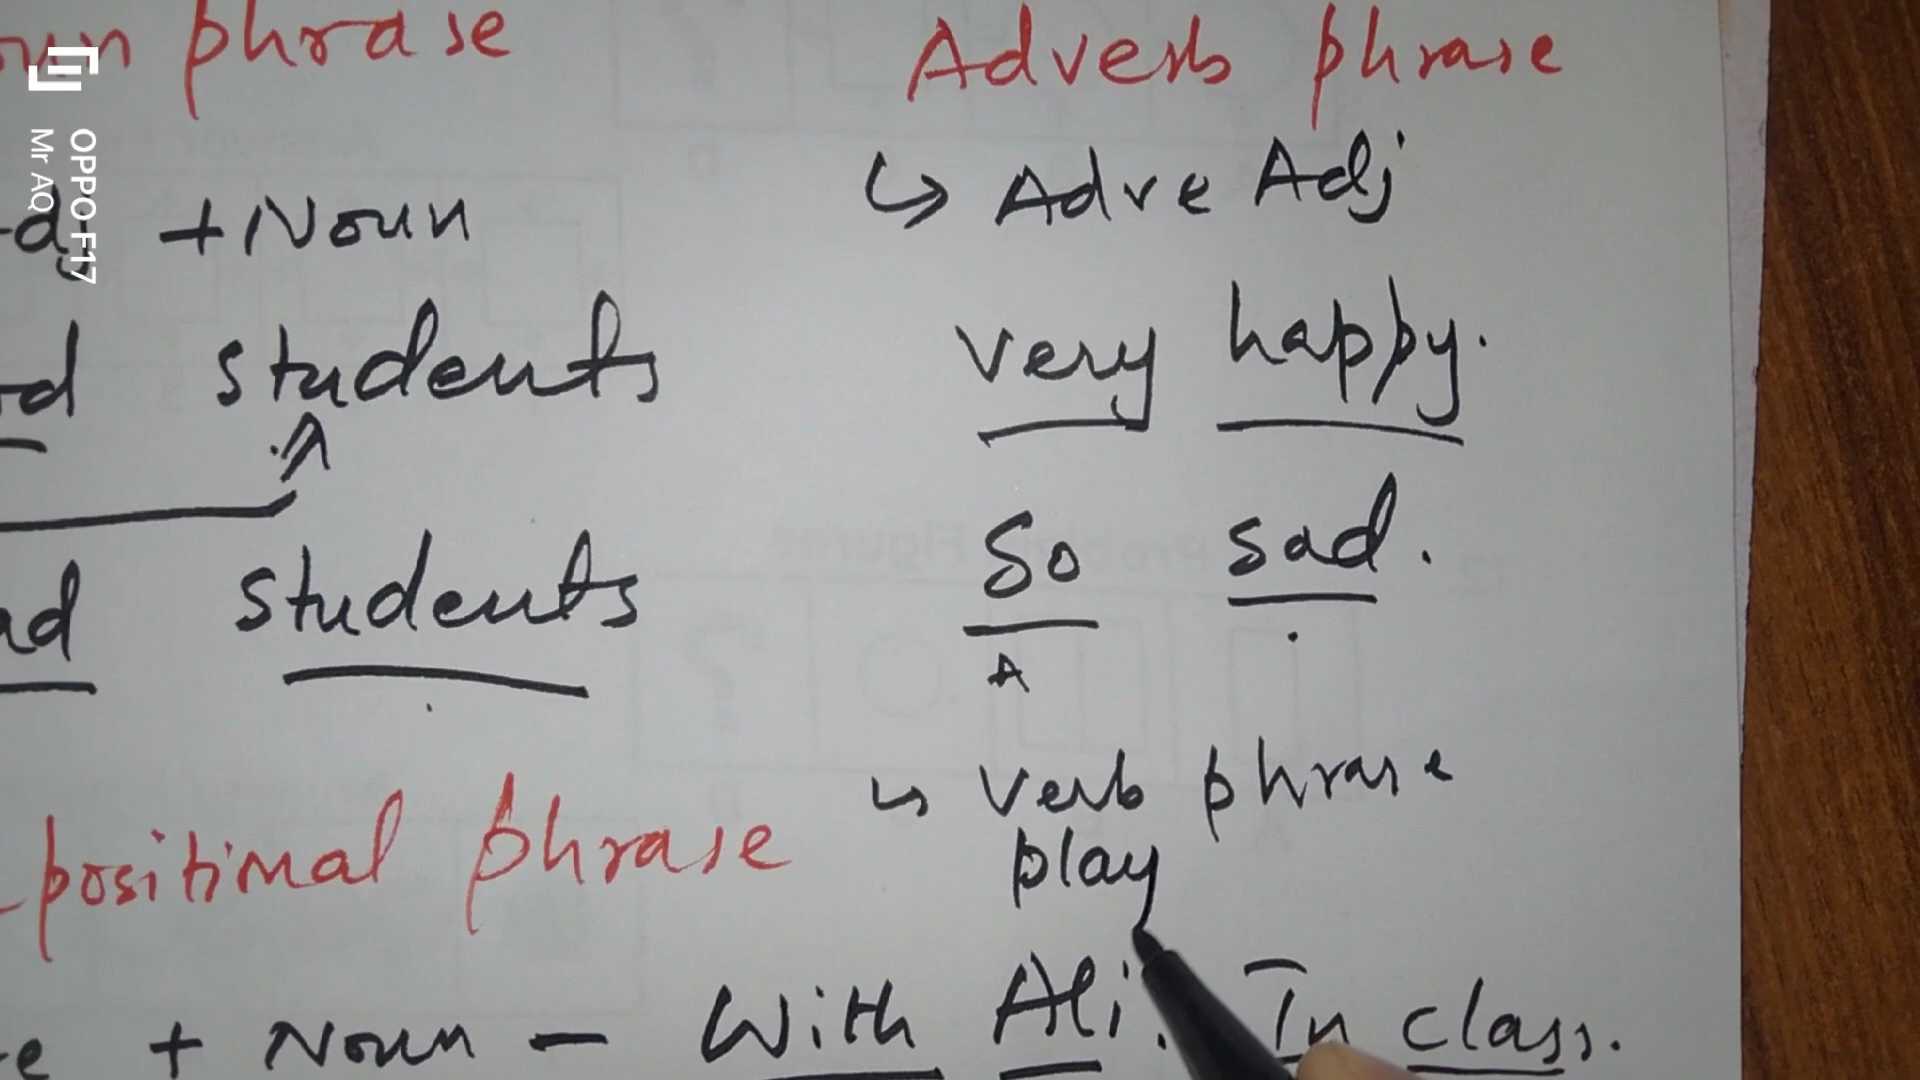 phrase
+ Noun
students
students
positional phrase
+ Noun - With Ali. In class.
Adverb phrase
↳ Adve Adj
very happy.
So sad.
A
↳ Verb phrase
play
OPPO F17
Mr AQ